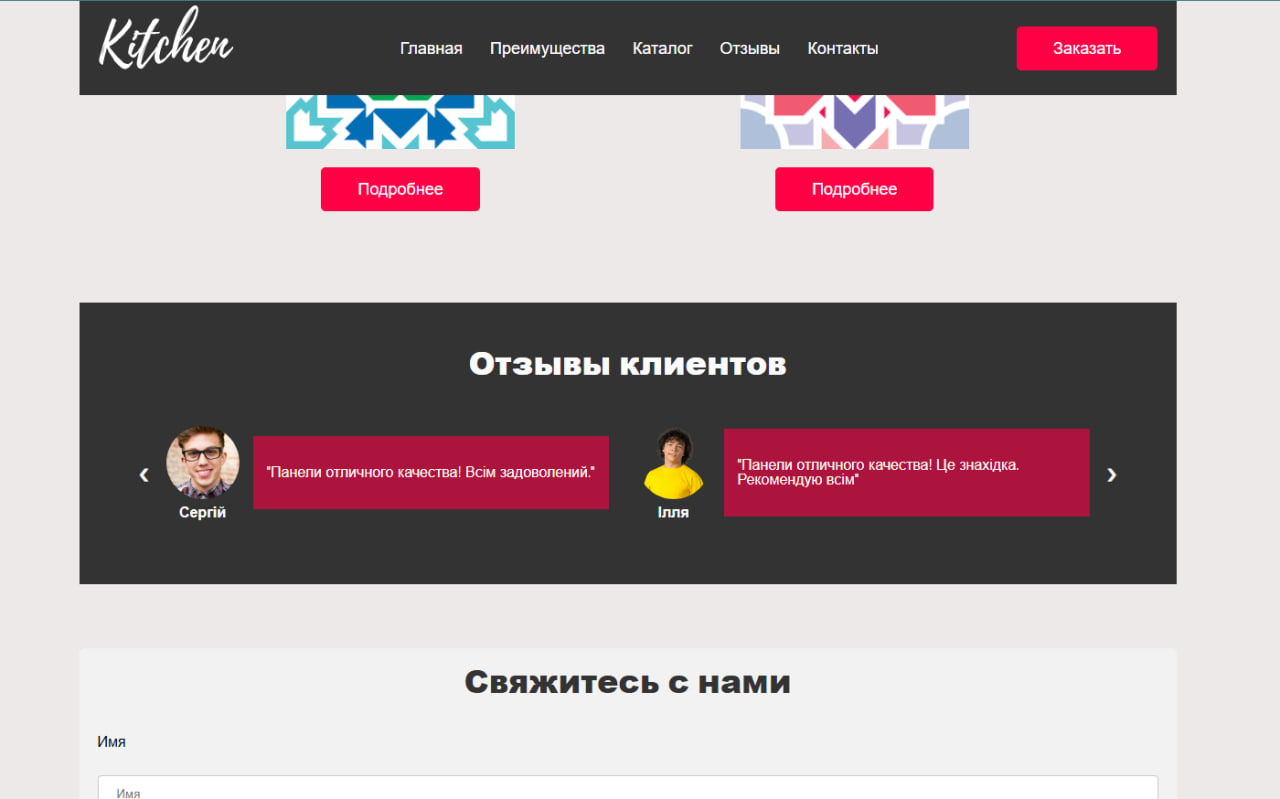 Kitchen
Главная Преимущества Каталог Отзывы Контакты Заказать
Подробнее Подробнее
Отзывы клиентов
"Панели отличного качества! Всім задоволений."
Сергій
"Панели отличного качества! Це знахідка.
Рекомендую всім"
Ілля
Свяжитесь с нами
Имя
Имя